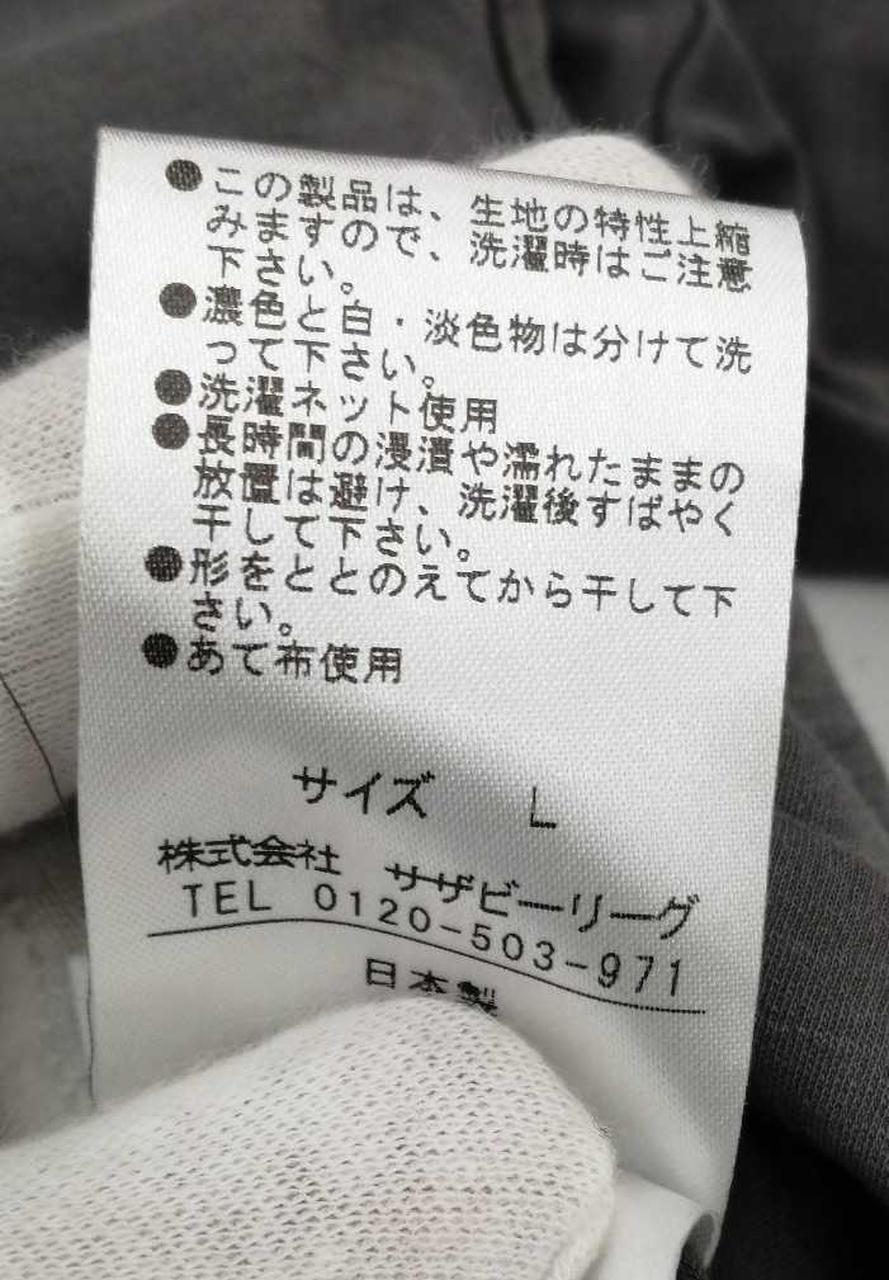 ●この製品は、生地の特性上縮
みますので、洗濯時はご注意
下さい。
●濃色と白・淡色物は分けて洗
って下さい。
●洗濯ネット使用
●長時間の浸漬や濡れたままの
放置は避け、洗濯後すばやく
干して下さい。
●形をととのえてから干して下
さい。
●あて布使用
サイズ L
株式会社 サザビーリーグ
TEL 0120-503-971
日本製